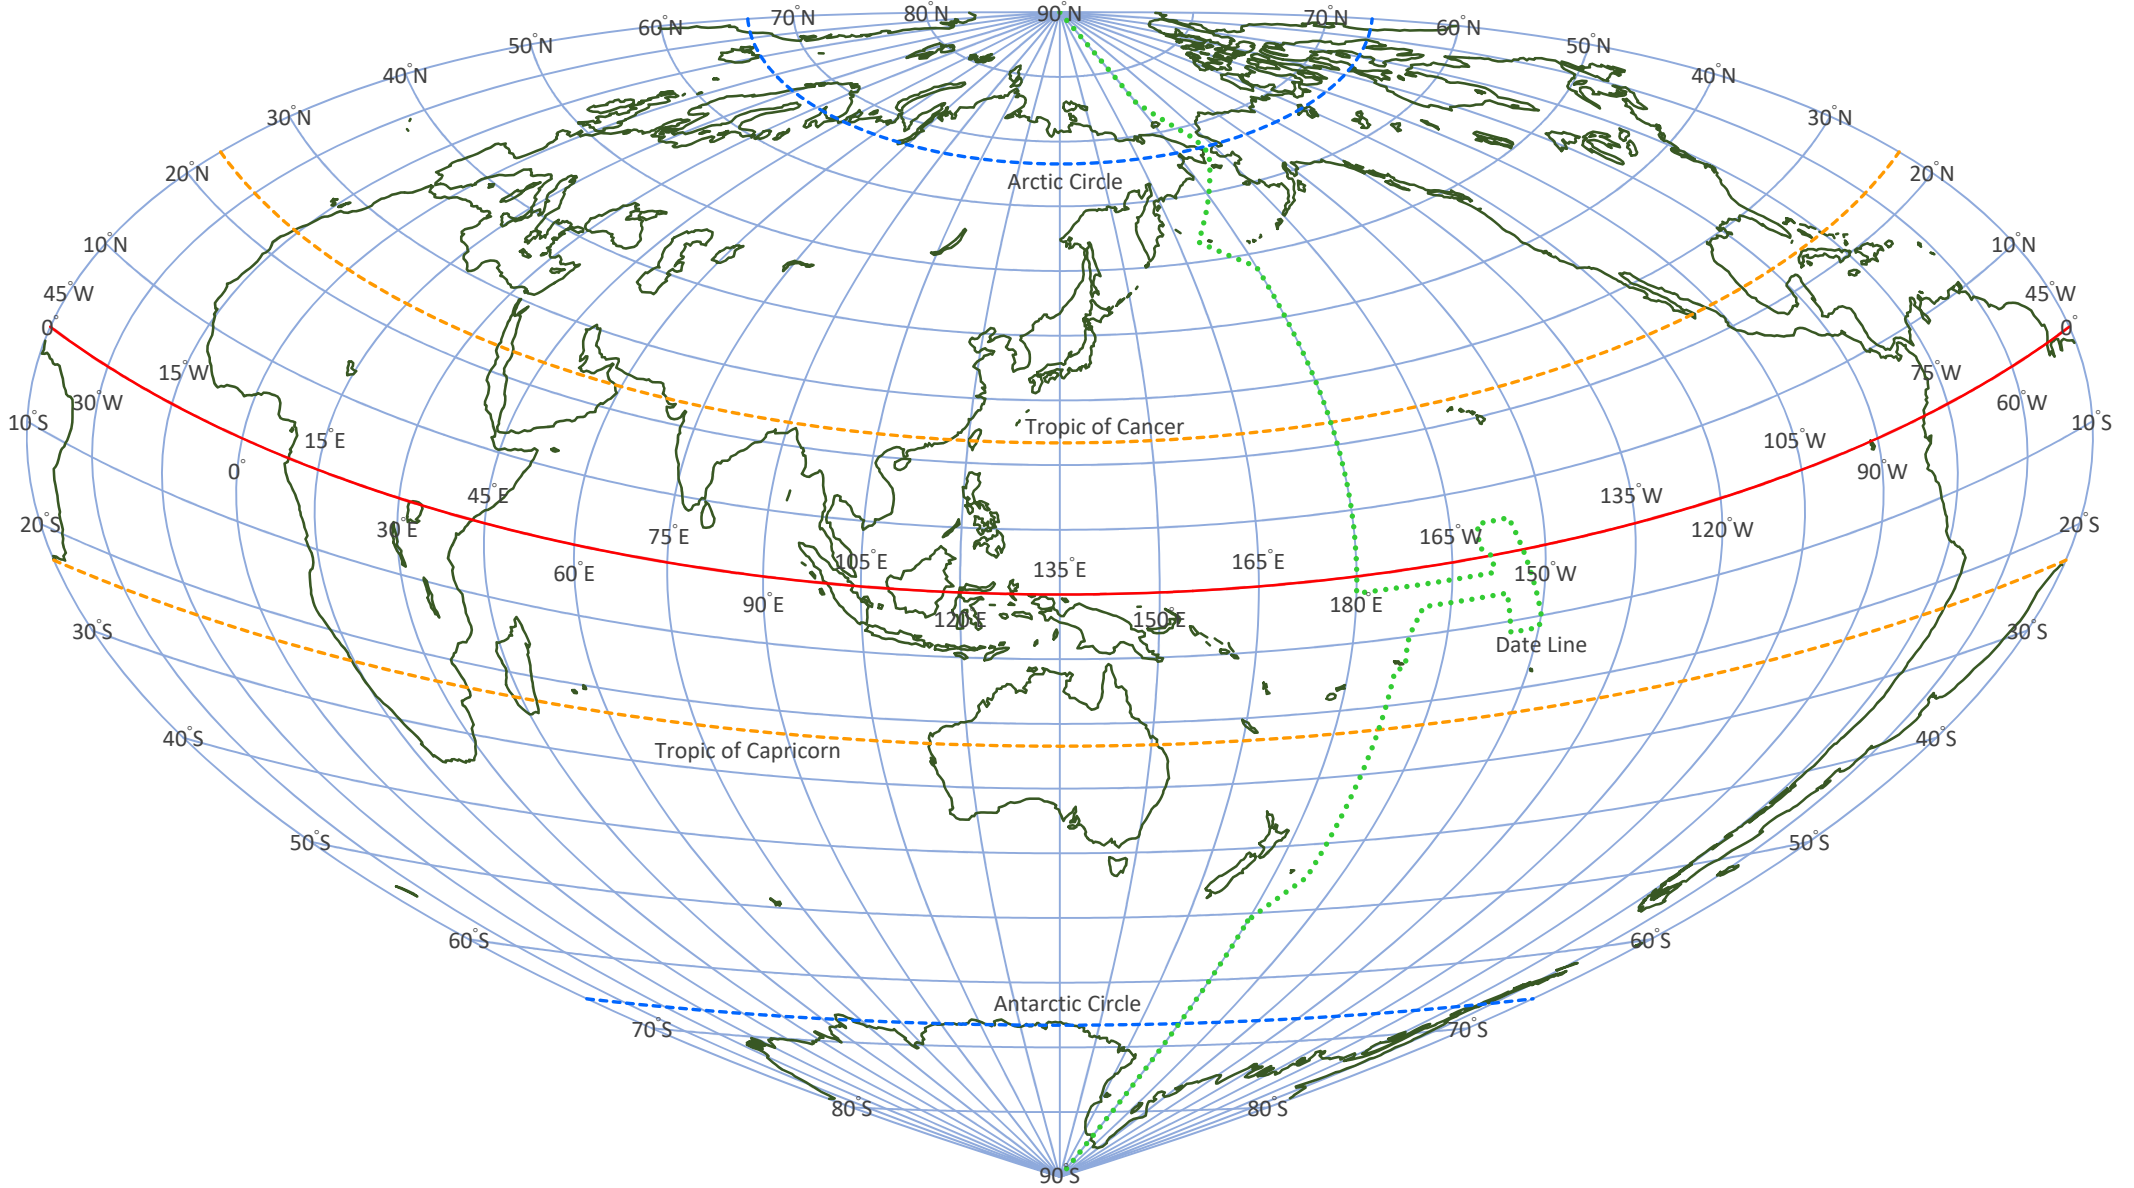 60°N 70°N 80°N 90°N 70°N 60°N
50°N 50°N
40°N 40°N
30°N 30°N
20°N Arctic Circle 20°N
10°N 10°N
45°W 45°W
0° 0°
15°W 75°W
30°W 60°W
10°S 10°S
Tropic of Cancer
15°E 105°W
0° 90°W
45°E 135°W
20°S 30°E 75°E 165°W 120°W 20°S
60°E 105°E 135°E 165°E 150°W
90°E 120°E 150°E 180°E
30°S 30°S
Date Line
40°S Tropic of Capricorn 40°S
50°S 50°S
60°S 60°S
Antarctic Circle
70°S 70°S
80°S 80°S
90°S